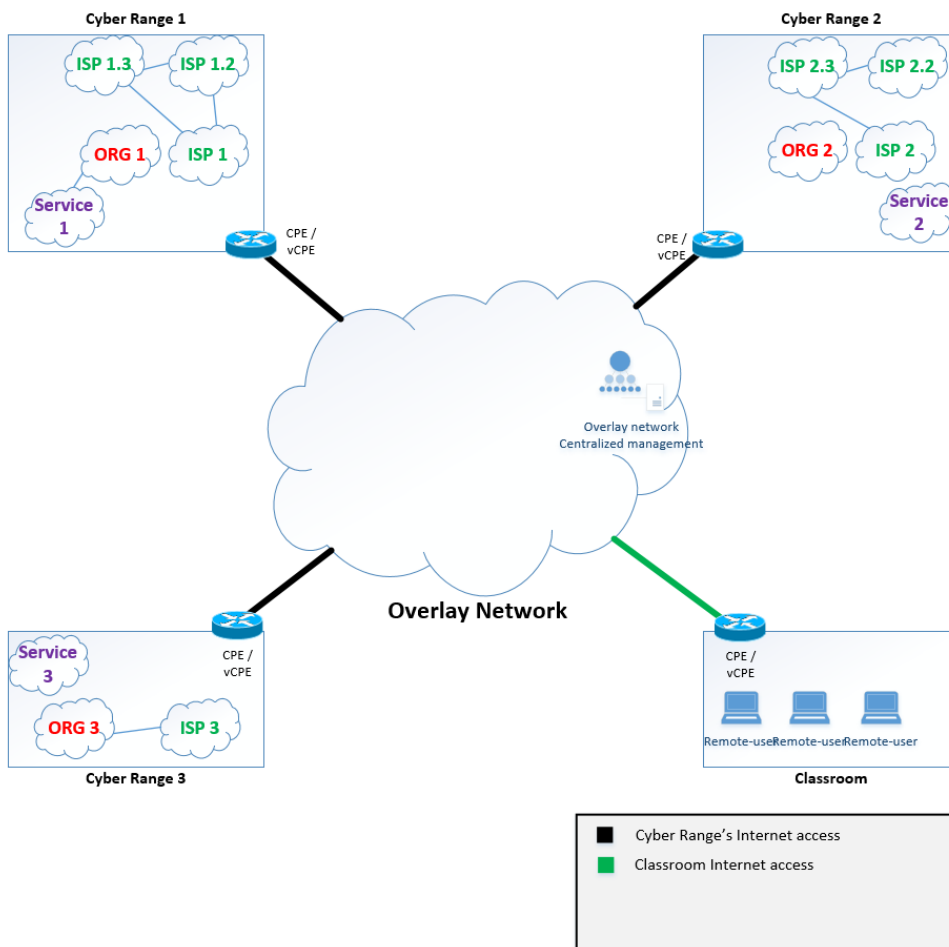 Cyber Range 1
ISP 1.3
ISP 1.2
ORG 1
ISP 1
Service
1
CPE /
vCPE
Cyber Range 2
ISP 2.3
ISP 2.2
ORG 2
ISP 2
Service
2
CPE /
vCPE
Overlay network
Centralized management
Overlay Network
Service
3
CPE /
vCPE
ORG 3
ISP 3
Cyber Range 3
CPE /
vCPE
Remote-user
Remote-user
Remote-user
Classroom
Cyber Range's Internet access
Classroom Internet access